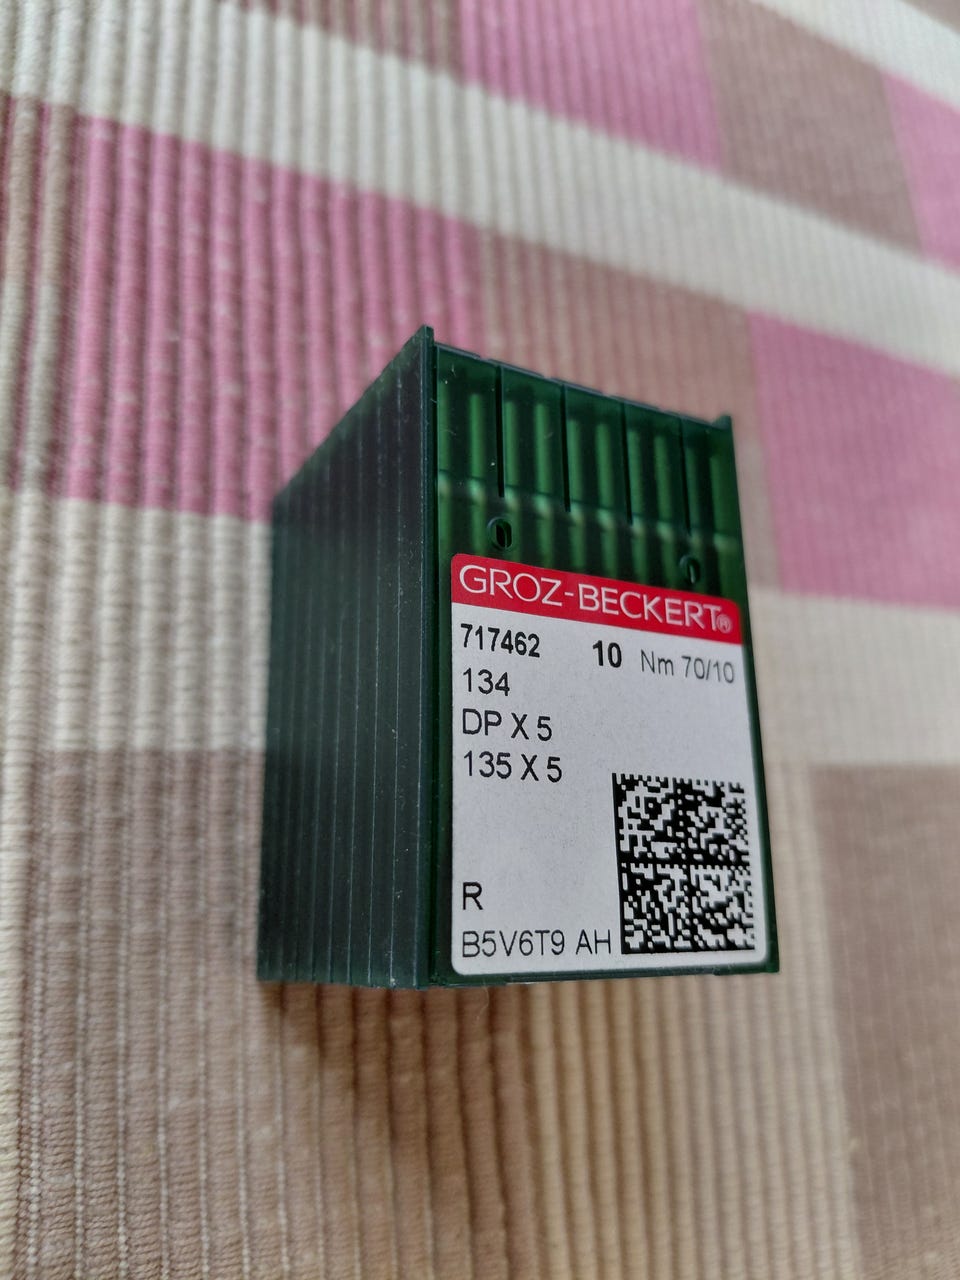 GROZ-BECKERT®
717462 10 Nm 70/10
134
DP X 5
135 X 5
R
B5V6T9 AH